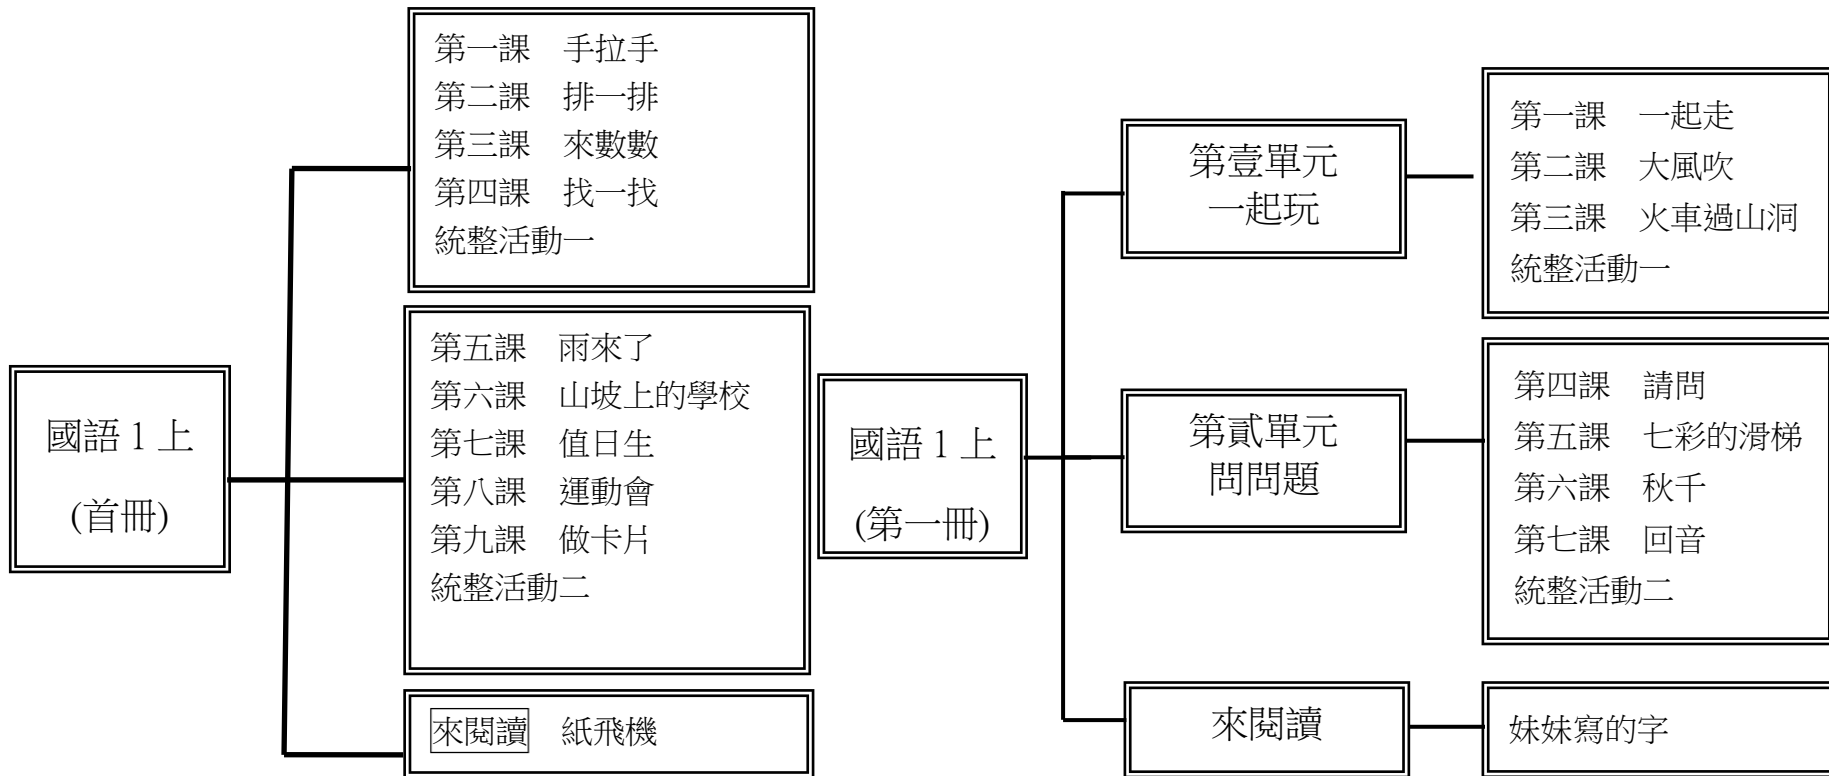 國語 1 上
(首冊)
第一課 手拉手
第二課 排一排
第三課 來數數
第四課 找一找
統整活動一
第五課 雨來了
第六課 山坡上的學校
第七課 值日生
第八課 運動會
第九課 做卡片
統整活動二
來閱讀 紙飛機
國語 1 上
(第一冊)
第壹單元
一起玩
第一課 一起走
第二課 大風吹
第三課 火車過山洞
統整活動一
第貳單元
問問題
第四課 請問
第五課 七彩的滑梯
第六課 秋千
第七課 回音
統整活動二
來閱讀
妹妹寫的字